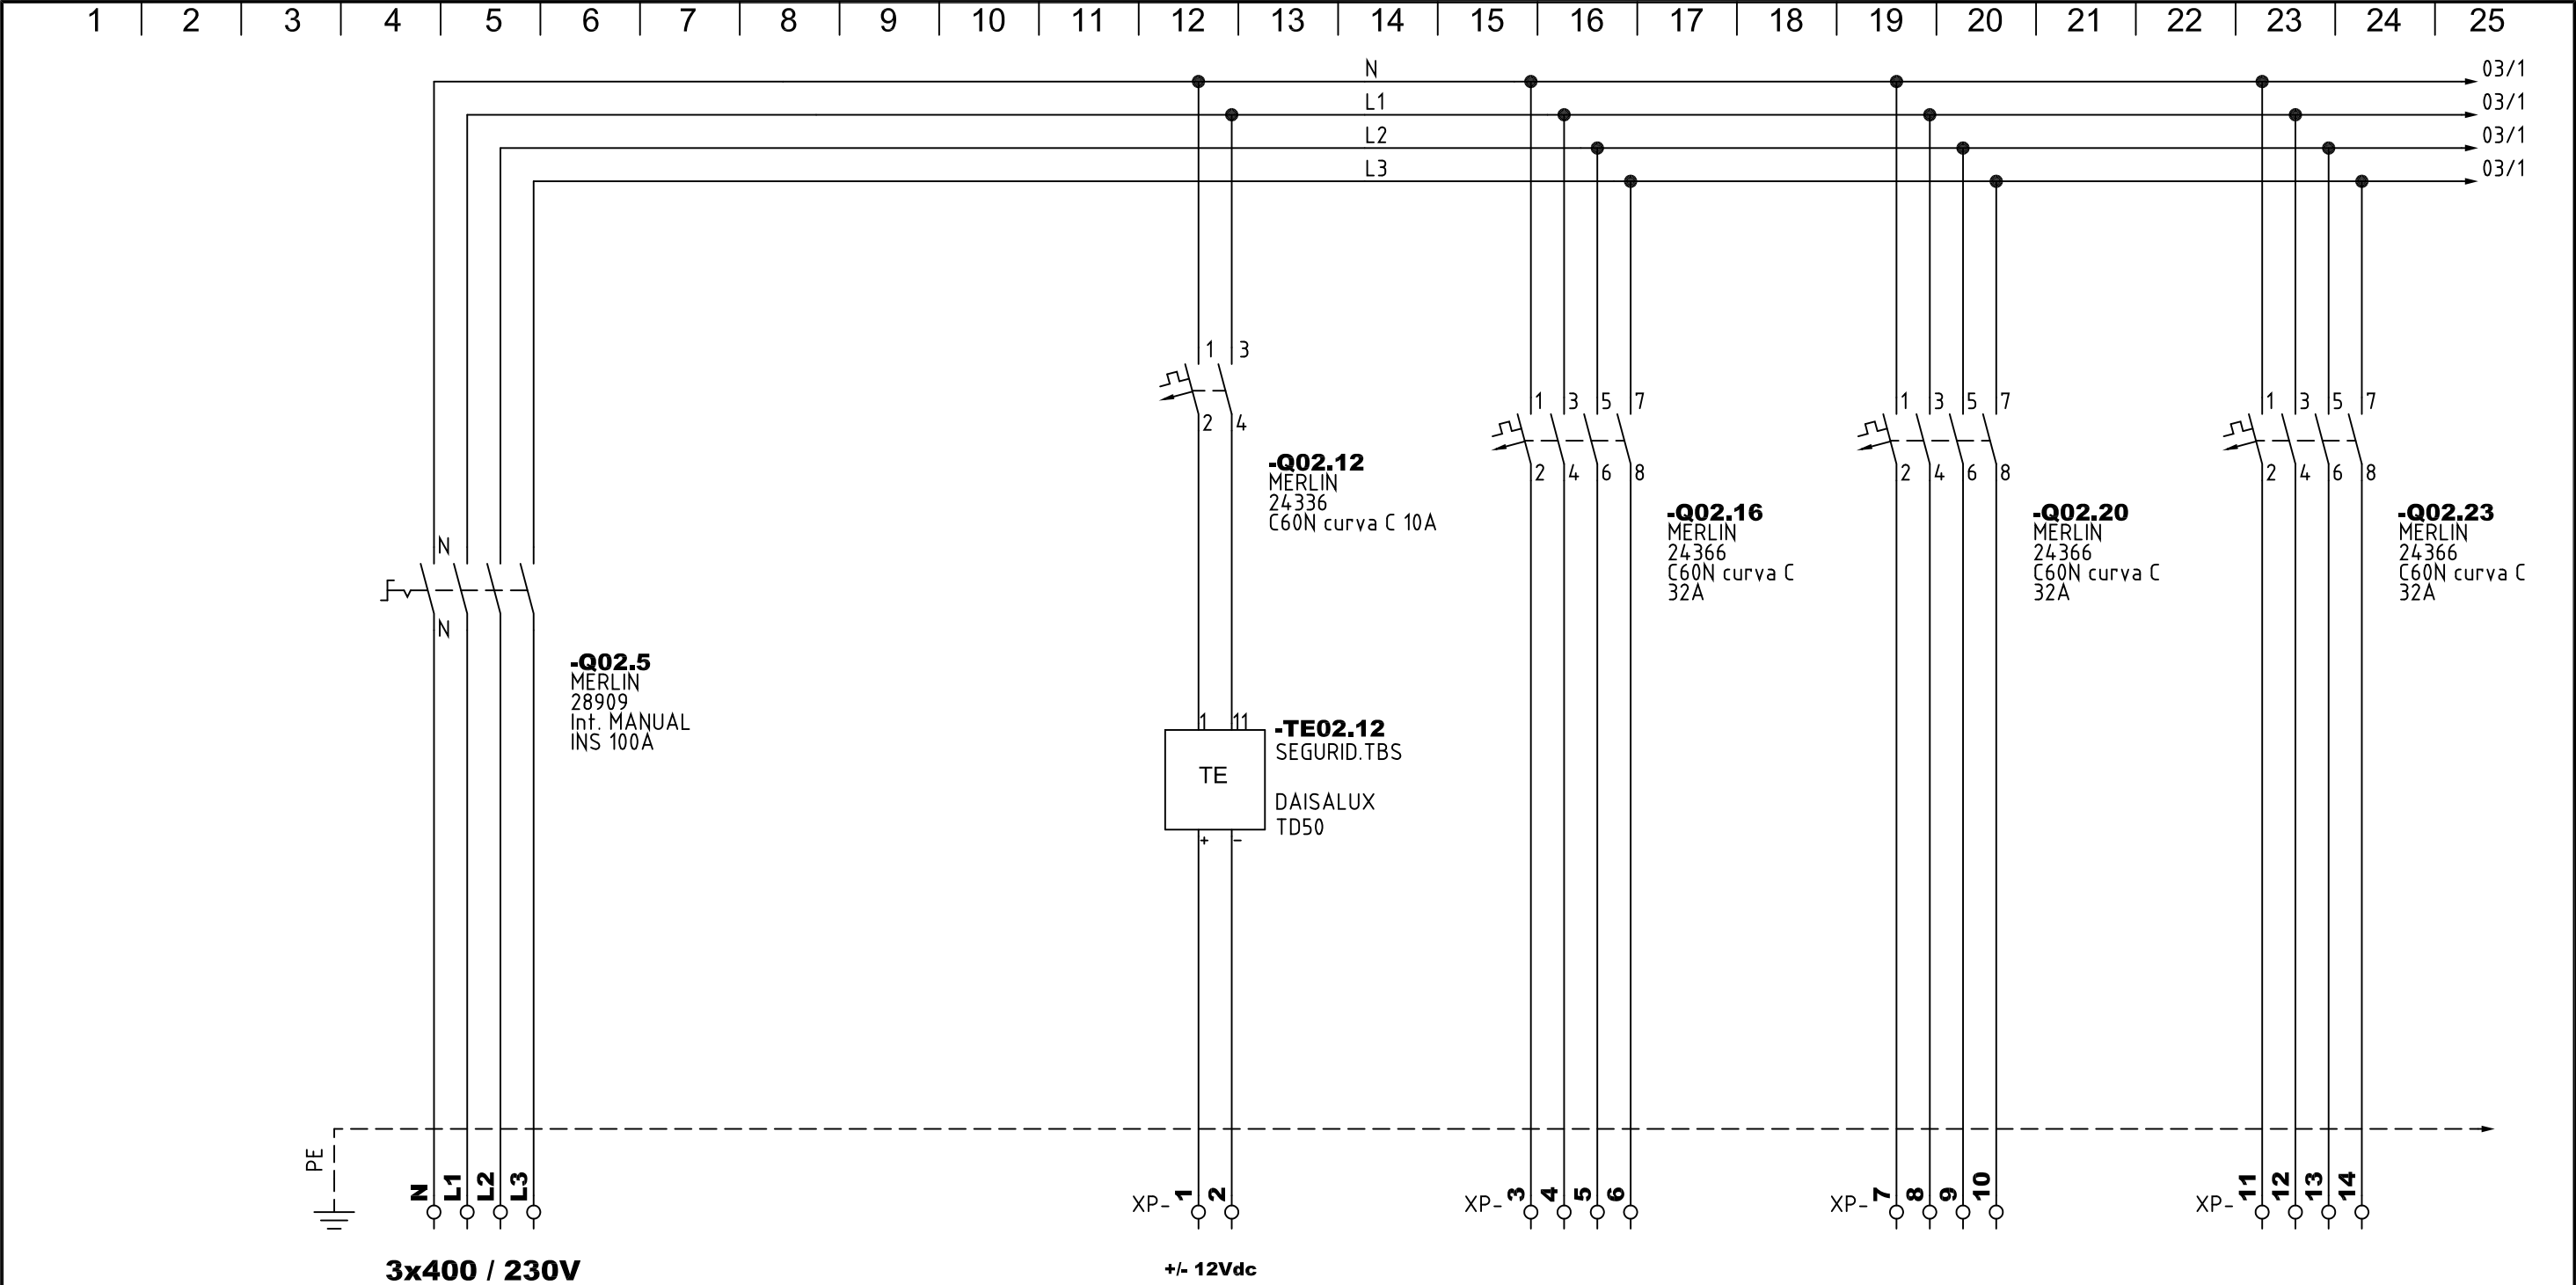 1 2 3 4 5 6 7 8 9 10 11 12 13 14 15 16 17 18 19 20 21 22 23 24 25
N 03/1
L1 03/1
L2 03/1
L3 03/1
1 3
2 4
-Q02.12
MERLIN
24336
C60N curva C 10A
1 3 5 7
2 4 6 8
-Q02.16
MERLIN
24366
C60N curva C
32A
1 3 5 7
2 4 6 8
-Q02.20
MERLIN
24366
C60N curva C
32A
1 3 5 7
2 4 6 8
-Q02.23
MERLIN
24366
C60N curva C
32A
N
N
-Q02.5
MERLIN
28909
Int. MANUAL
INS 100A
1 11
TE
+ -
-TE02.12
SEGURID.TBS
DAISALUX
TD50
PE
N L1 L2 L3
XP- 1 2
XP- 3 4 5 6
XP- 7 8 9 10
XP- 11 12 13 14
3x400 / 230V
+/- 12Vdc